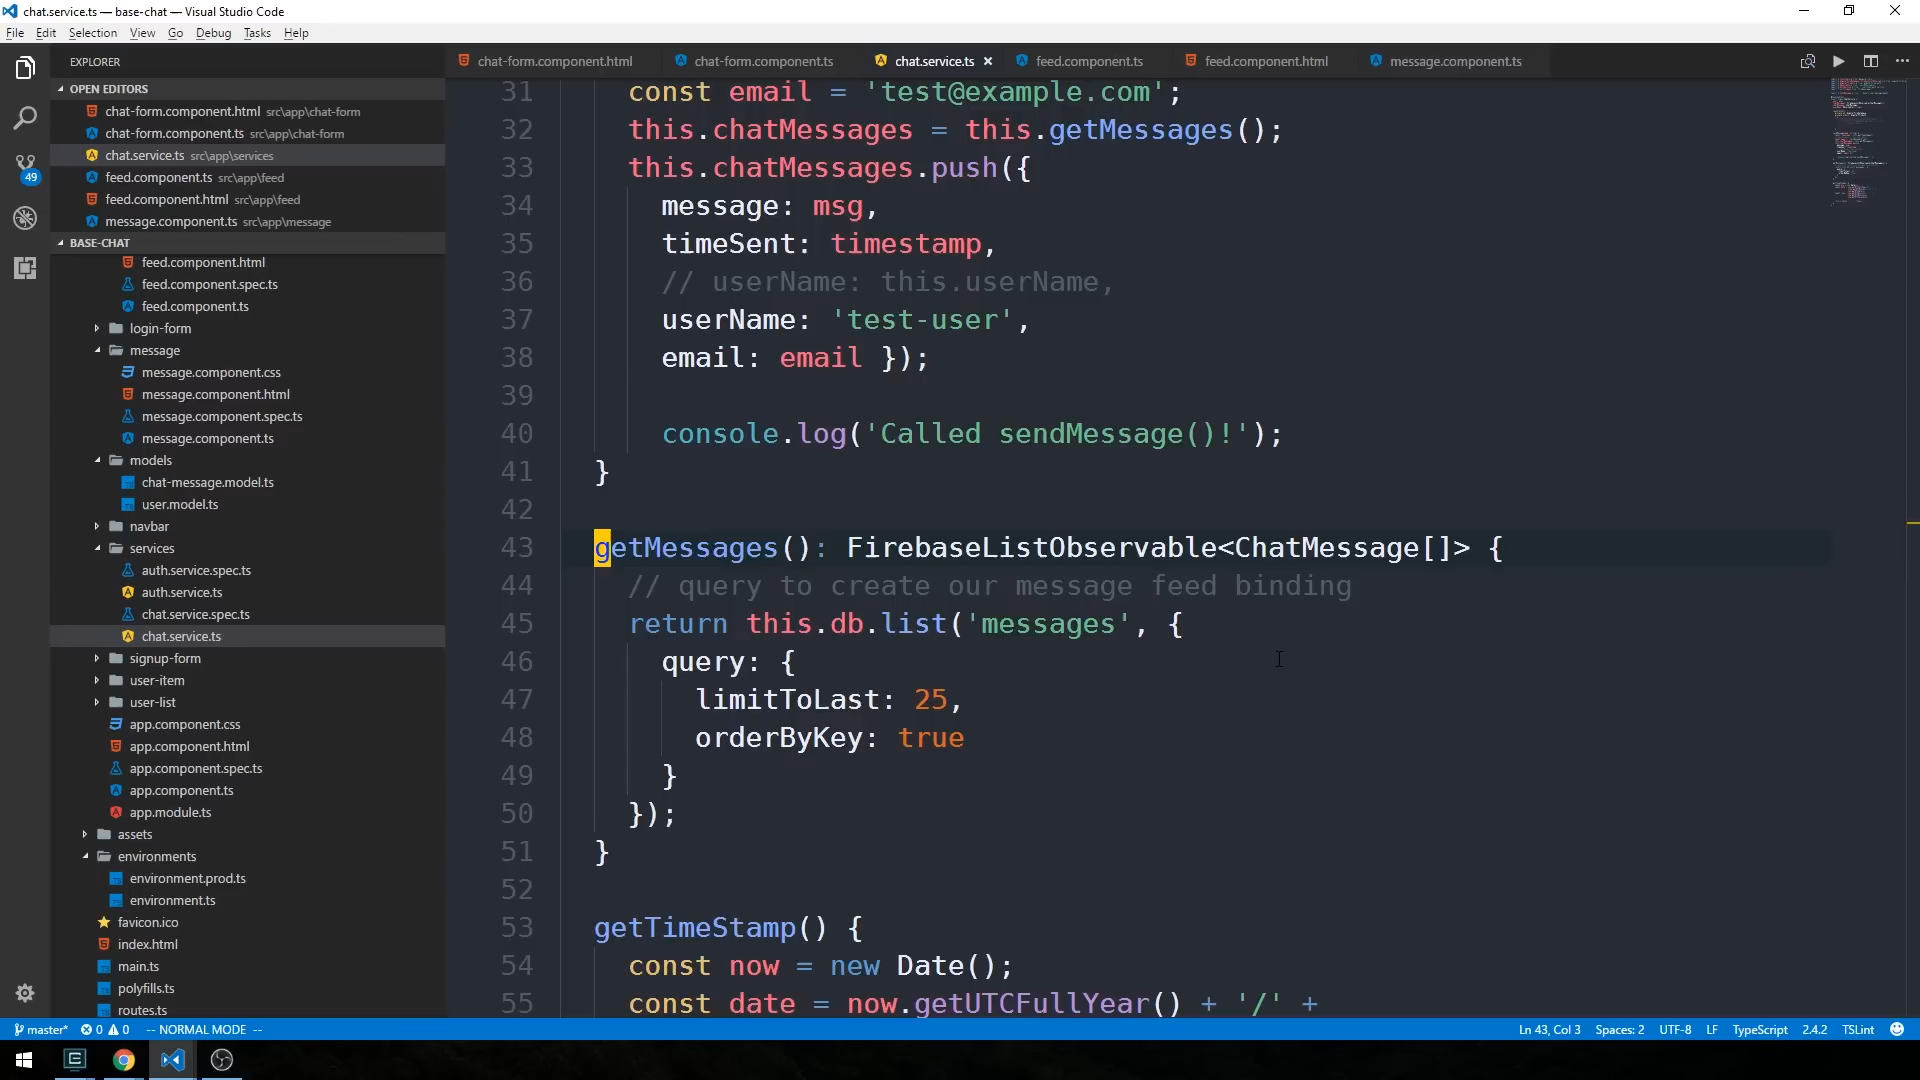 chat.service.ts — base-chat — Visual Studio Code
File Edit Selection View Go Debug Tasks Help
EXPLORER
OPEN EDITORS
chat-form.component.html src\app\chat-form
chat-form.component.ts src\app\chat-form
chat.service.ts src\app\services
feed.component.ts src\app\feed
feed.component.html src\app\feed
message.component.ts src\app\message
BASE-CHAT
feed.component.html
feed.component.spec.ts
feed.component.ts
login-form
message
message.component.css
message.component.html
message.component.spec.ts
message.component.ts
models
chat-message.model.ts
user.model.ts
navbar
services
auth.service.spec.ts
auth.service.ts
chat.service.spec.ts
chat.service.ts
signup-form
user-item
user-list
app.component.css
app.component.html
app.component.spec.ts
app.component.ts
app.module.ts
assets
environments
environment.prod.ts
environment.ts
favicon.ico
index.html
main.ts
polyfills.ts
routes.ts
49
chat-form.component.html chat-form.component.ts chat.service.ts feed.component.ts feed.component.html message.component.ts
31 const email = 'test@example.com';
32 this.chatMessages = this.getMessages();
33 this.chatMessages.push({
34 message: msg,
35 timeSent: timestamp,
36 // userName: this.userName,
37 userName: 'test-user',
38 email: email });
39
40 console.log('Called sendMessage()!');
41 }
42
43 getMessages(): FirebaseListObservable<ChatMessage[]> {
44 // query to create our message feed binding
45 return this.db.list('messages', {
46 query: {
47 limitToLast: 25,
48 orderByKey: true
49 }
50 });
51 }
52
53 getTimeStamp() {
54 const now = new Date();
55 const date = now.getUTCFullYear() + '/' +
master* 0 0 -- NORMAL MODE -- Ln 43, Col 3 Spaces: 2 UTF-8 LF TypeScript 2.4.2 TSLint